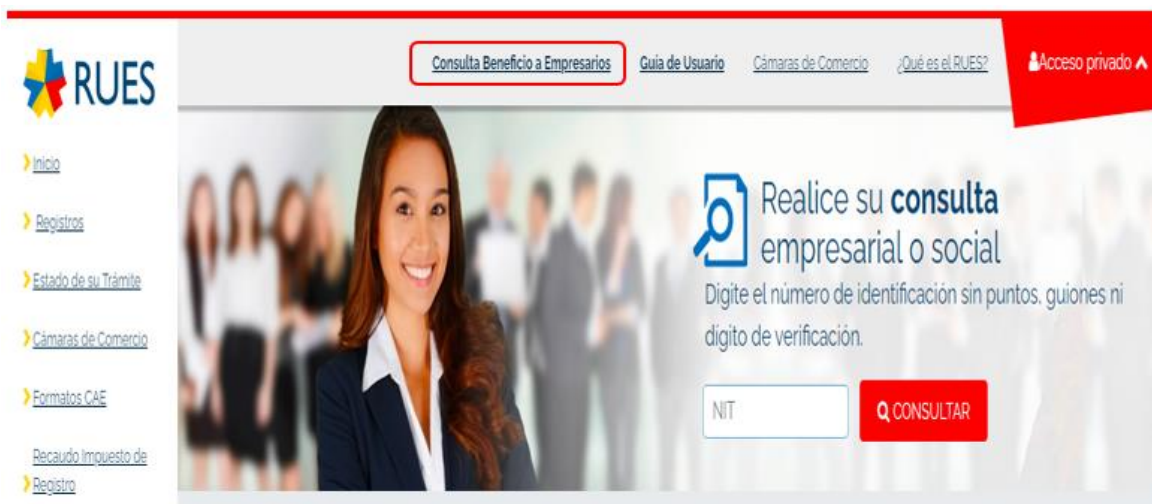 RUES
Consulta Beneficio a Empresarios
Guía de Usuario
Cámaras de Comercio
¿Qué es el RUES?
Acceso privado
Inicio
Registros
Estado de su Trámite
Cámaras de Comercio
Formatos CAE
Recaudo Impuesto de
Registro
Realice su consulta
empresarial o social
Digite el número de identificación sin puntos, guiones ni
digito de verificación.
NIT
CONSULTAR